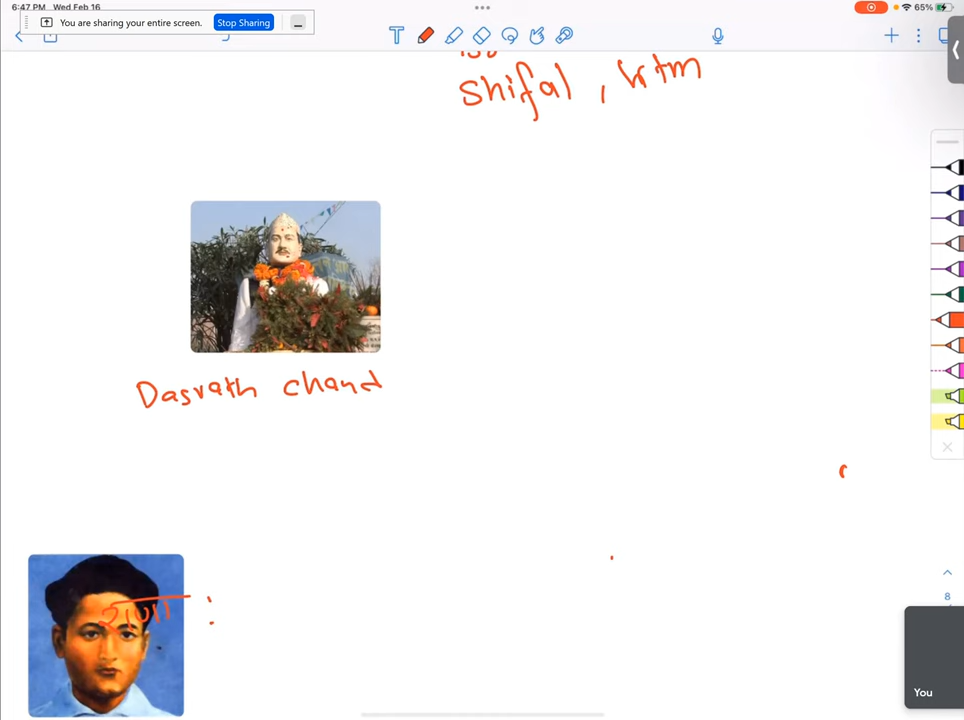 6:47 PM Wed Feb 16
65%
You are sharing your entire screen.
Stop Sharing
T
Shifal , ktm
Dasrath chand
:
8
You